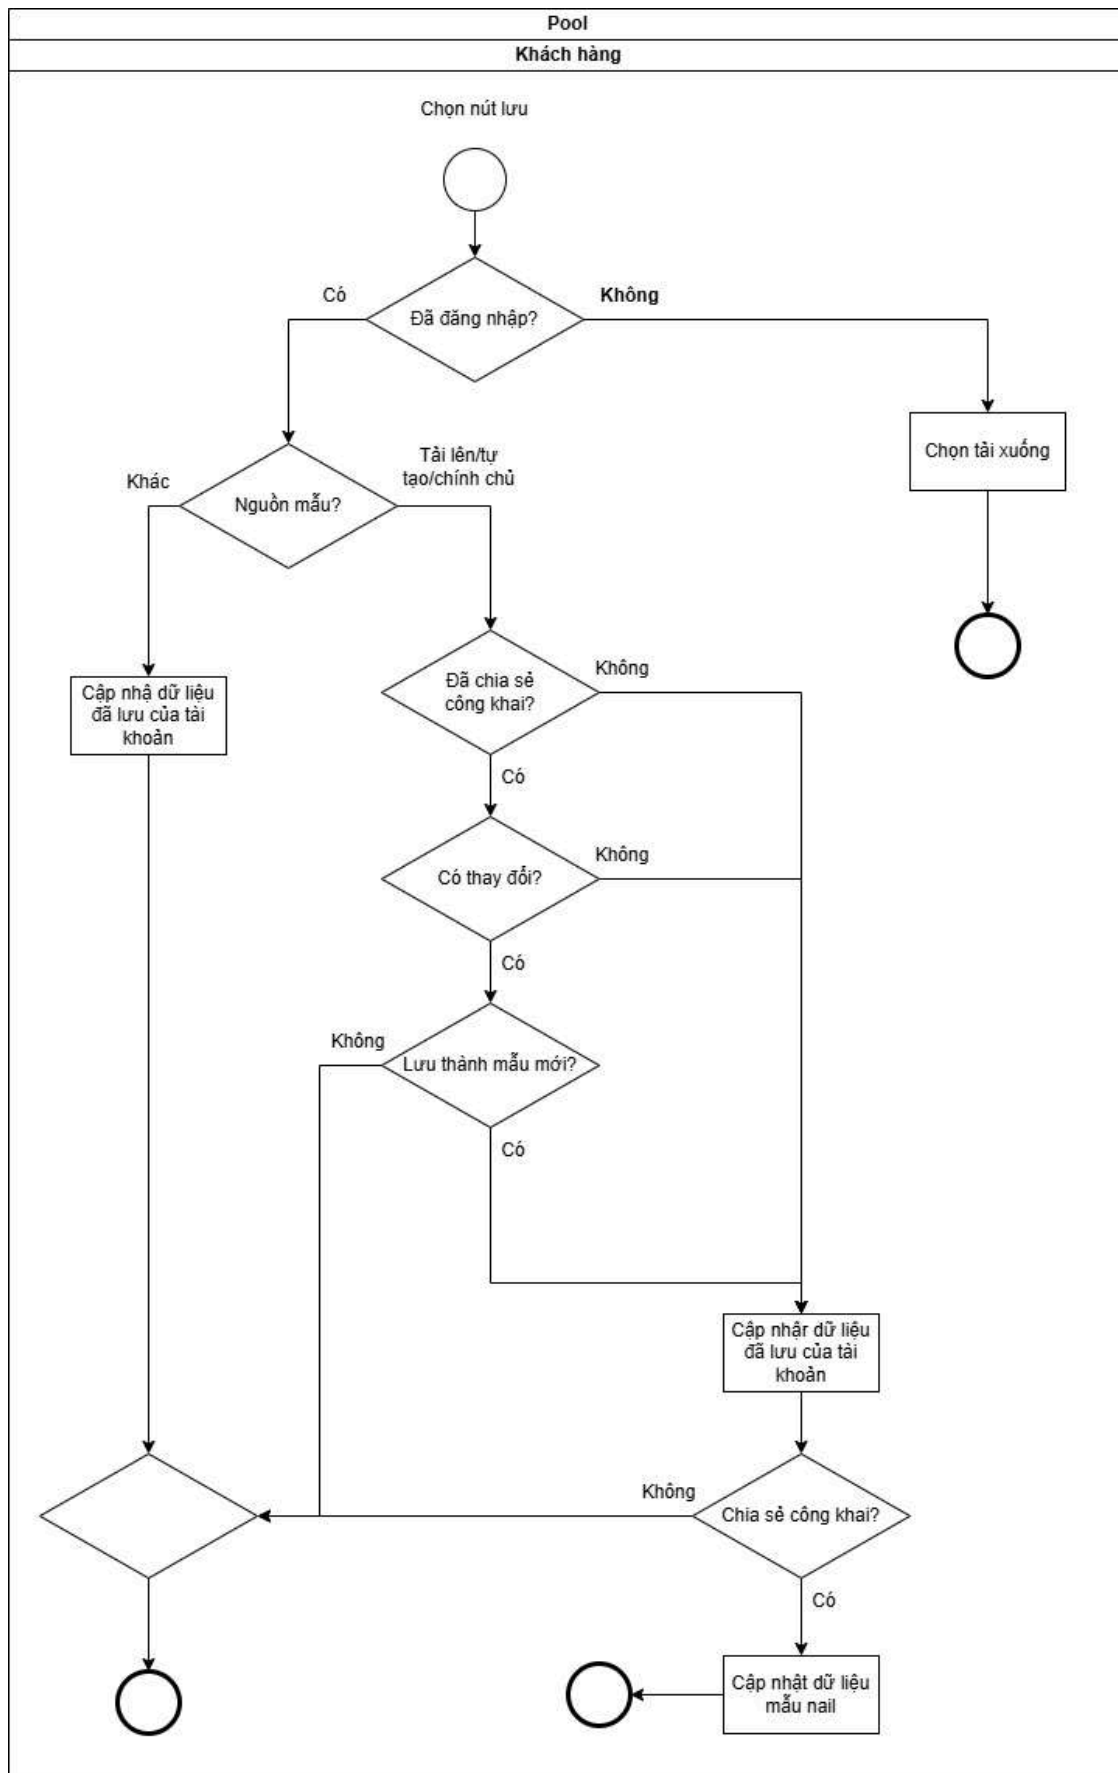 Pool
Khách hàng
Chọn nút lưu
Có
Không
Đã đăng nhập?
Chọn tải xuống
Tải lên/tự
tạo/chính chủ
Khác
Nguồn mẫu?
Không
Đã chia sẻ
công khai?
Cập nhậ dữ liệu
đã lưu của tài
khoản
Có
Không
Có thay đổi?
Có
Không
Lưu thành mẫu mới?
Có
Cập nhậr dữ liệu
đã lưu của tài
khoản
Không
Chia sẻ công khai?
Có
Cập nhật dữ liệu
mẫu nail